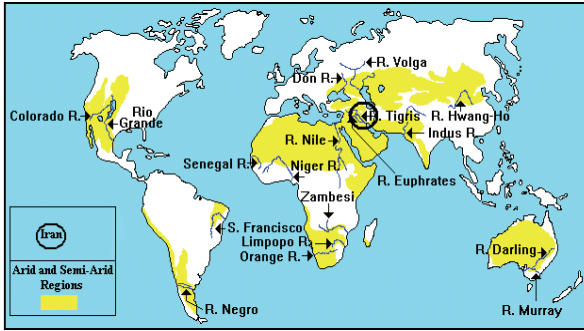 R. Volga
Don R.
Colorado R.
Rio
Grande
R. Tigris
R. Hwang-Ho
Indus R.
R. Nile
Senegal R.
Niger R.
R. Euphrates
Zambesi
S. Francisco
Limpopo R.
Orange R.
R. Darling
R. Negro
R. Murray
Iran
Arid and Semi-Arid
Regions